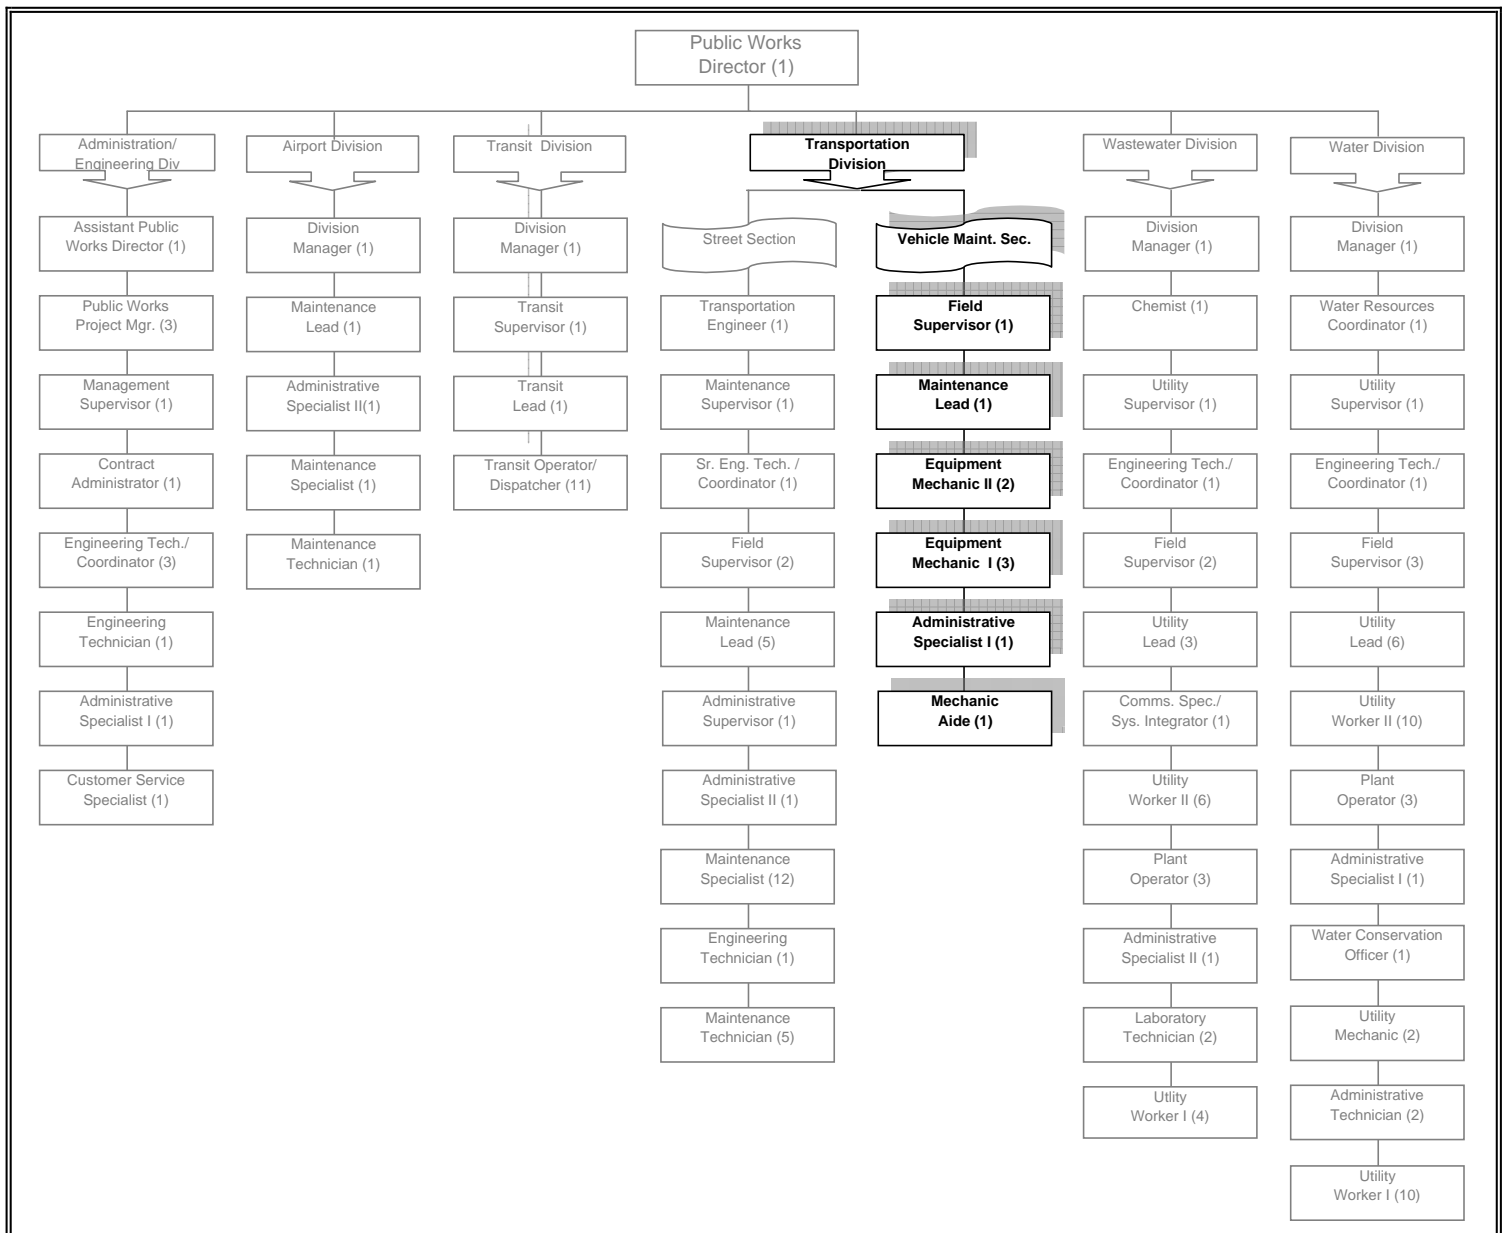 Public Works
Director (1)
Administration/
Engineering Div
Assistant Public
Works Director (1)
Public Works
Project Mgr. (3)
Management
Supervisor (1)
Contract
Administrator (1)
Engineering Tech./
Coordinator (3)
Engineering
Technician (1)
Administrative
Specialist I (1)
Customer Service
Specialist (1)
Airport Division
Division
Manager (1)
Maintenance
Lead (1)
Administrative
Specialist II(1)
Maintenance
Specialist (1)
Maintenance
Technician (1)
Transit Division
Division
Manager (1)
Transit
Supervisor (1)
Transit
Lead (1)
Transit Operator/
Dispatcher (11)
Transportation
Division
Street Section
Transportation
Engineer (1)
Maintenance
Supervisor (1)
Sr. Eng. Tech. /
Coordinator (1)
Field
Supervisor (2)
Maintenance
Lead (5)
Administrative
Supervisor (1)
Administrative
Specialist II (1)
Maintenance
Specialist (12)
Engineering
Technician (1)
Maintenance
Technician (5)
Vehicle Maint. Sec.
Field
Supervisor (1)
Maintenance
Lead (1)
Equipment
Mechanic II (2)
Equipment
Mechanic I (3)
Administrative
Specialist I (1)
Mechanic
Aide (1)
Wastewater Division
Division
Manager (1)
Chemist (1)
Utility
Supervisor (1)
Engineering Tech./
Coordinator (1)
Field
Supervisor (2)
Utility
Lead (3)
Comms. Spec./
Sys. Integrator (1)
Utility
Worker II (6)
Plant
Operator (3)
Administrative
Specialist II (1)
Laboratory
Technician (2)
Utlity
Worker I (4)
Water Division
Division
Manager (1)
Water Resources
Coordinator (1)
Utility
Supervisor (1)
Engineering Tech./
Coordinator (1)
Field
Supervisor (3)
Utility
Lead (6)
Utility
Worker II (10)
Plant
Operator (3)
Administrative
Specialist I (1)
Water Conservation
Officer (1)
Utility
Mechanic (2)
Administrative
Technician (2)
Utility
Worker I (10)